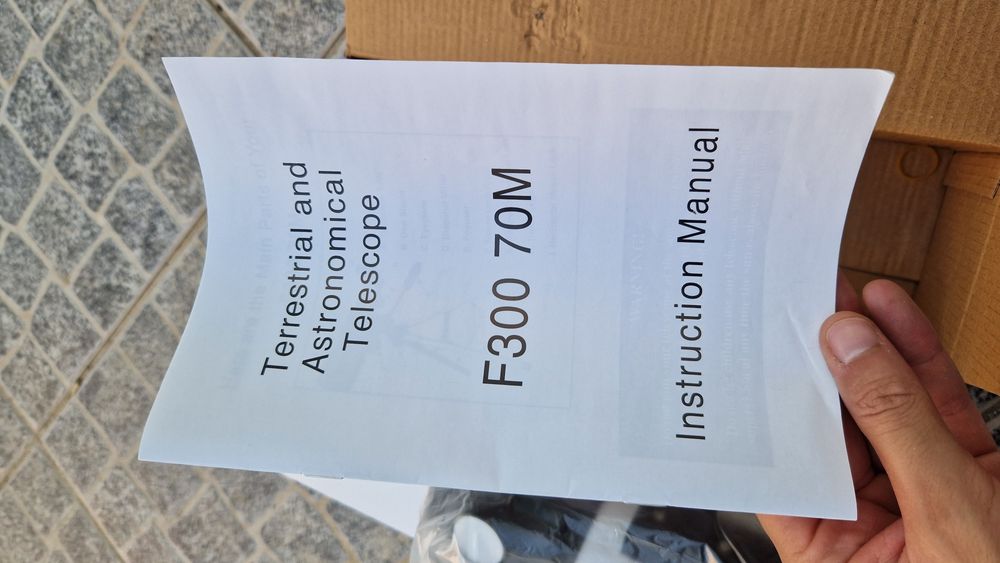 Terrestrial and
Astronomical
Telescope
F300 70M
Instruction Manual